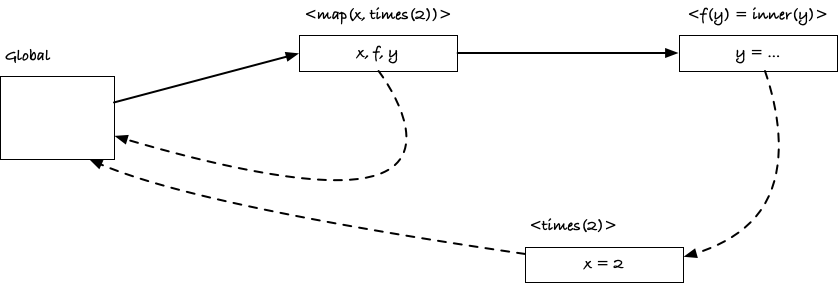 <map(x, times(2))>
<f(y) = inner(y)>
Global
x, f, y
y = ...
<times(2)>
x = 2